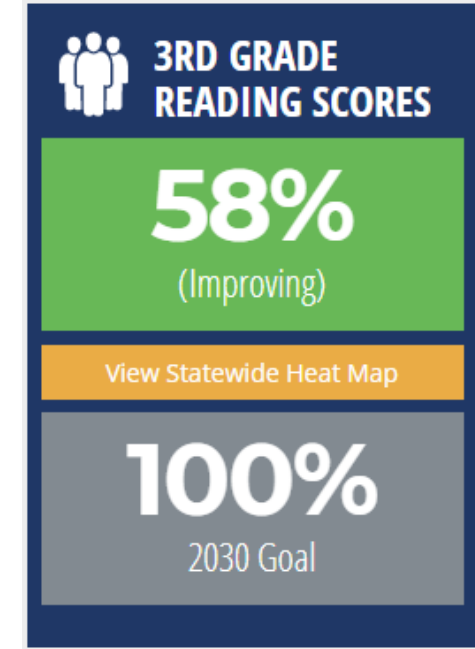 3RD GRADE
READING SCORES
58%
(Improving)
View Statewide Heat Map
100%
2030 Goal